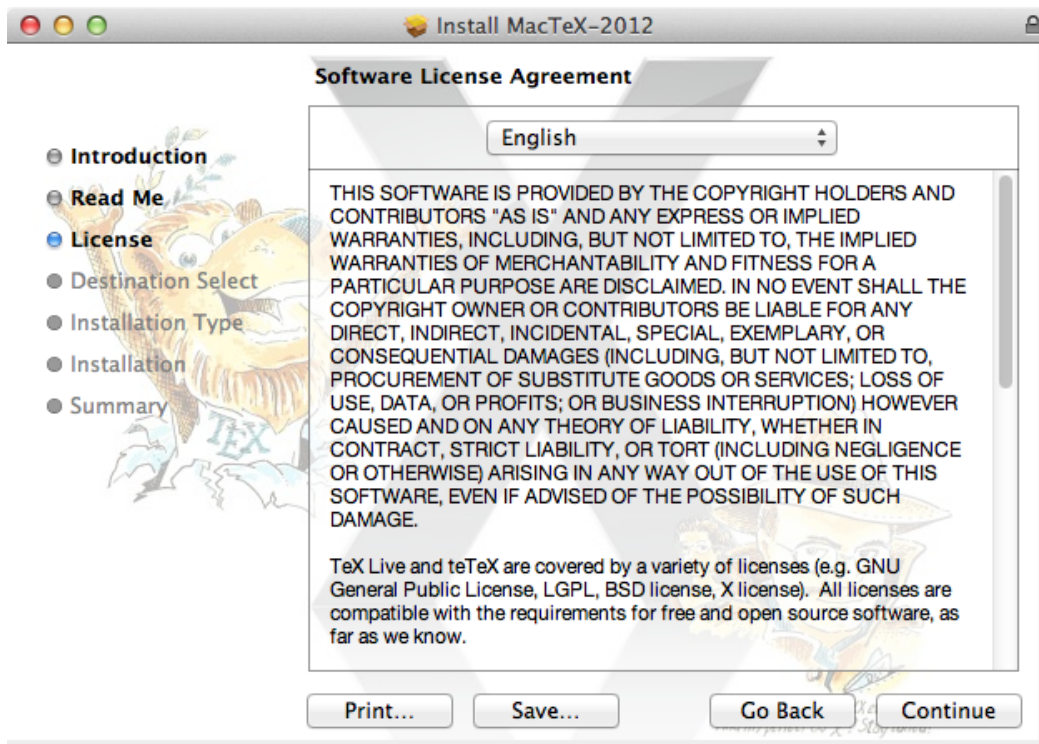 Install MacTeX-2012
Software License Agreement
Introduction
Read Me
License
Destination Select
Installation Type
Installation
Summary
English
THIS SOFTWARE IS PROVIDED BY THE COPYRIGHT HOLDERS AND
CONTRIBUTORS "AS IS" AND ANY EXPRESS OR IMPLIED
WARRANTIES, INCLUDING, BUT NOT LIMITED TO, THE IMPLIED
WARRANTIES OF MERCHANTABILITY AND FITNESS FOR A
PARTICULAR PURPOSE ARE DISCLAIMED. IN NO EVENT SHALL THE
COPYRIGHT OWNER OR CONTRIBUTORS BE LIABLE FOR ANY
DIRECT, INDIRECT, INCIDENTAL, SPECIAL, EXEMPLARY, OR
CONSEQUENTIAL DAMAGES (INCLUDING, BUT NOT LIMITED TO,
PROCUREMENT OF SUBSTITUTE GOODS OR SERVICES; LOSS OF
USE, DATA, OR PROFITS; OR BUSINESS INTERRUPTION) HOWEVER
CAUSED AND ON ANY THEORY OF LIABILITY, WHETHER IN
CONTRACT, STRICT LIABILITY, OR TORT (INCLUDING NEGLIGENCE
OR OTHERWISE) ARISING IN ANY WAY OUT OF THE USE OF THIS
SOFTWARE, EVEN IF ADVISED OF THE POSSIBILITY OF SUCH
DAMAGE.
TeX Live and teTeX are covered by a variety of licenses (e.g. GNU
General Public License, LGPL, BSD license, X license).  All licenses are
compatible with the requirements for free and open source software, as
far as we know.
TEX
X
Print...
Save...
Go Back
Continue